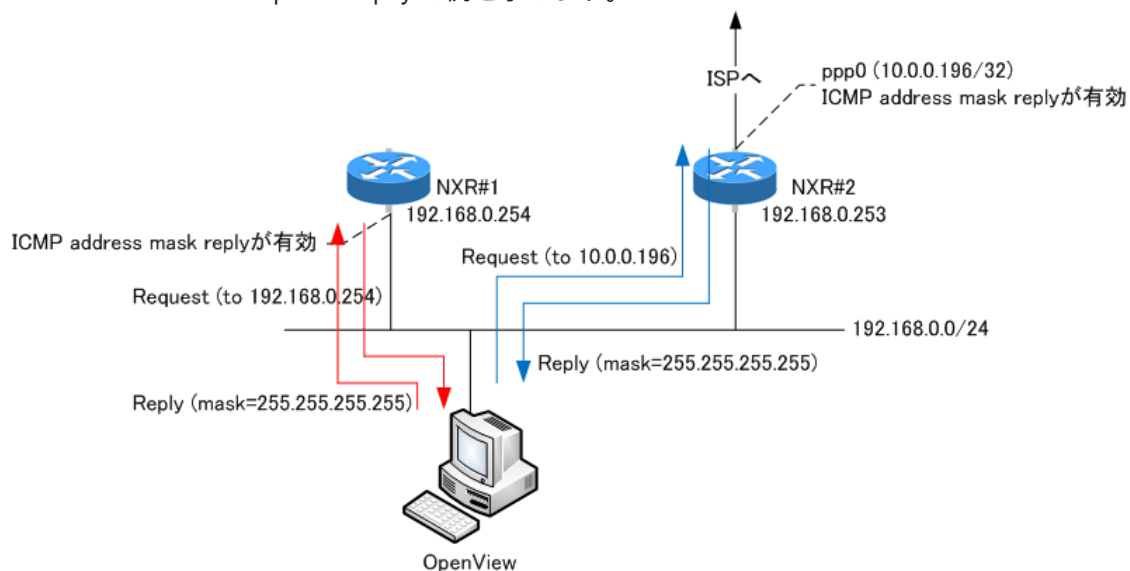 ISPへ
ppp0 (10.0.0.196/32)
ICMP address mask replyが有効
NXR#1
192.168.0.254
NXR#2
192.168.0.253
ICMP address mask replyが有効
Request (to 10.0.0.196)
Request (to 192.168.0.254)
192.168.0.0/24
Reply (mask=255.255.255.255)
Reply (mask=255.255.255.255)
OpenView